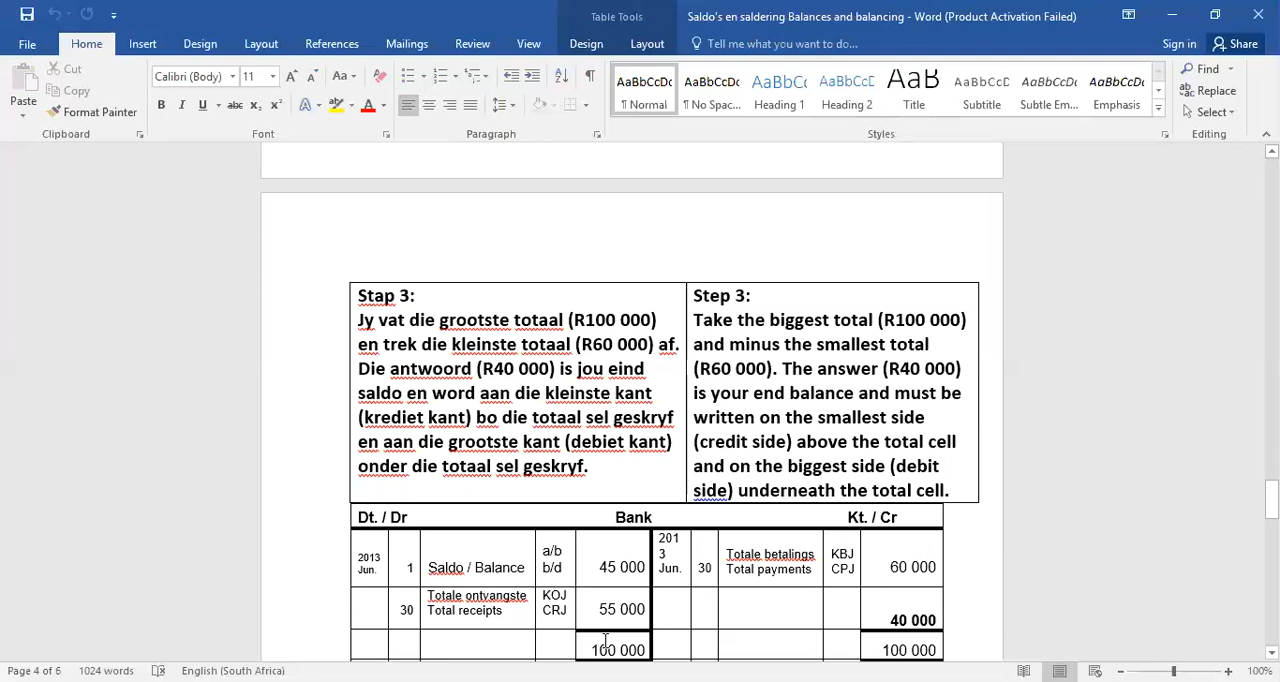 Table Tools
Saldo's en saldering Balances and balancing - Word (Product Activation Failed)
File
Home
Insert
Design
Layout
References
Mailings
Review
View
Design
Layout
Tell me what you want to do...
Sign in
Share
Paste
Cut
Copy
Format Painter
Clipboard
Calibri (Body)
11
Font
Paragraph
AaBbCcDc
¶ Normal
AaBbCcDc
¶ No Spac...
AaBbCc
Heading 1
AaBbCcE
Heading 2
AaB
Title
AaBbCcD
Subtitle
AaBbCcDc
Subtle Em...
AaBbCcDc
Emphasis
Styles
Find
Replace
Select
Editing
Stap 3:
Jy vat die grootste totaal (R100 000)
en trek die kleinste totaal (R60 000) af.
Die antwoord (R40 000) is jou eind
saldo en word aan die kleinste kant
(krediet kant) bo die totaal sel geskryf
en aan die grootste kant (debiet kant)
onder die totaal sel geskryf.
Step 3:
Take the biggest total (R100 000)
and minus the smallest total
(R60 000). The answer (R40 000)
is your end balance and must be
written on the smallest side
(credit side) above the total cell
and on the biggest side (debit
side) underneath the total cell.
Dt. / Dr Bank Kt. / Cr
2013
Jun.
1
Saldo / Balance
a/b
b/d
45 000
201
3
Jun.
30
Totale betalings
Total payments
KBJ
CPJ
60 000
30
Totale ontvangste
Total receipts
KOJ
CRJ
55 000
40 000
100 000
100 000
Page 4 of 6
1024 words
English (South Africa)
100%